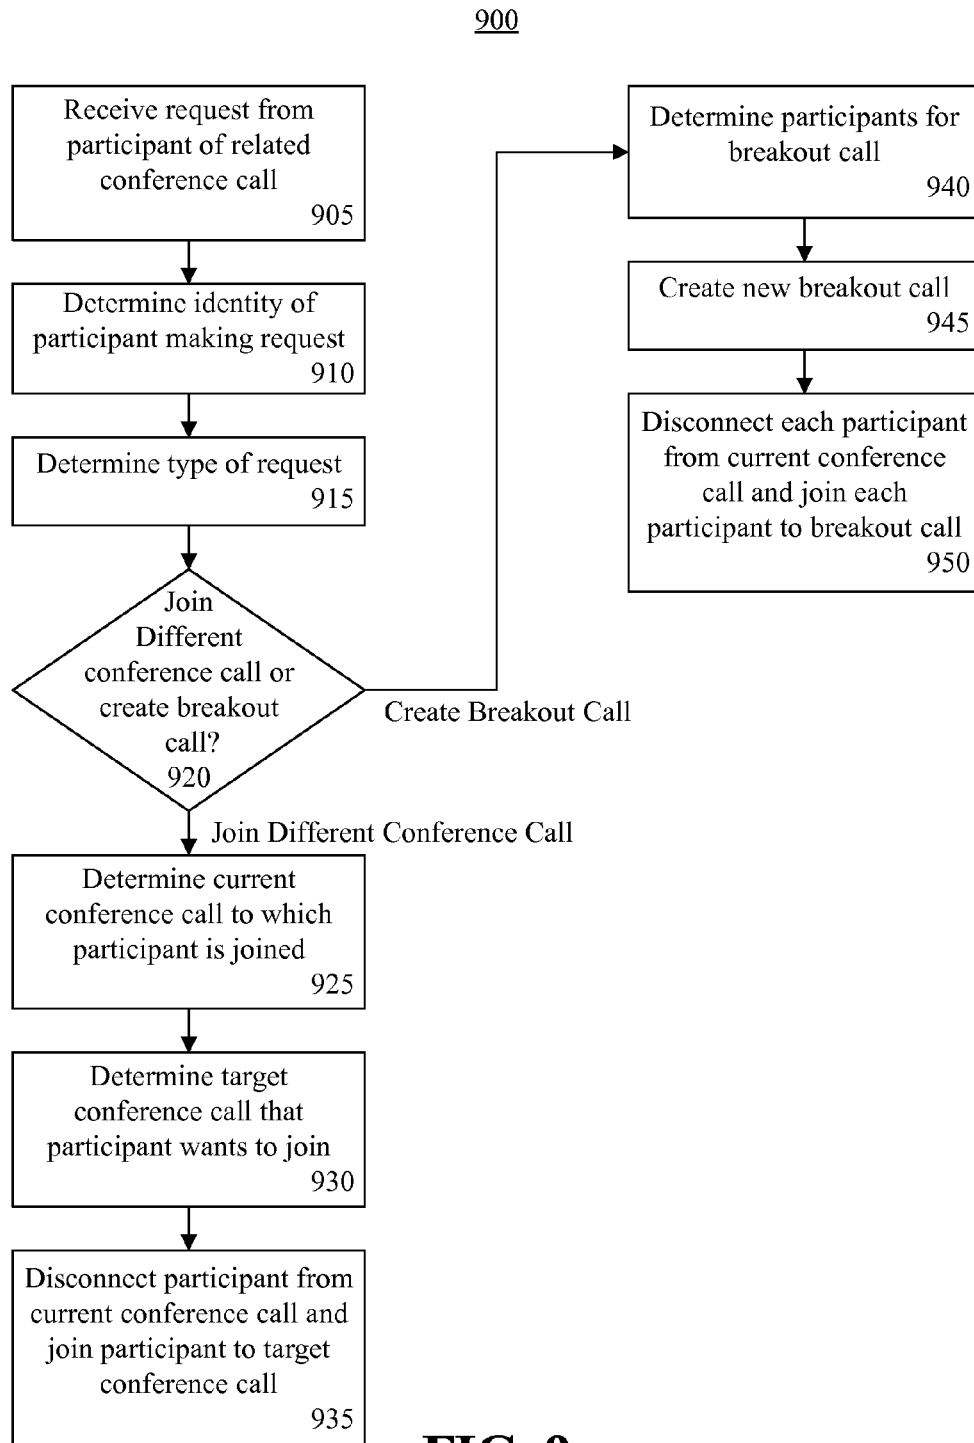 900
Receive request from
participant of related
conference call
905
Determine identity of
participant making request
910
Determine type of request
915
Join
Different
conference call or
create breakout
call?
920
Create Breakout Call
Join Different Conference Call
Determine current
conference call to which
participant is joined
925
Determine target
conference call that
participant wants to join
930
Disconnect participant from
current conference call and
join participant to target
conference call
935
Determine participants for
breakout call
940
Create new breakout call
945
Disconnect each participant
from current conference
call and join each
participant to breakout call
950
FIG. 9